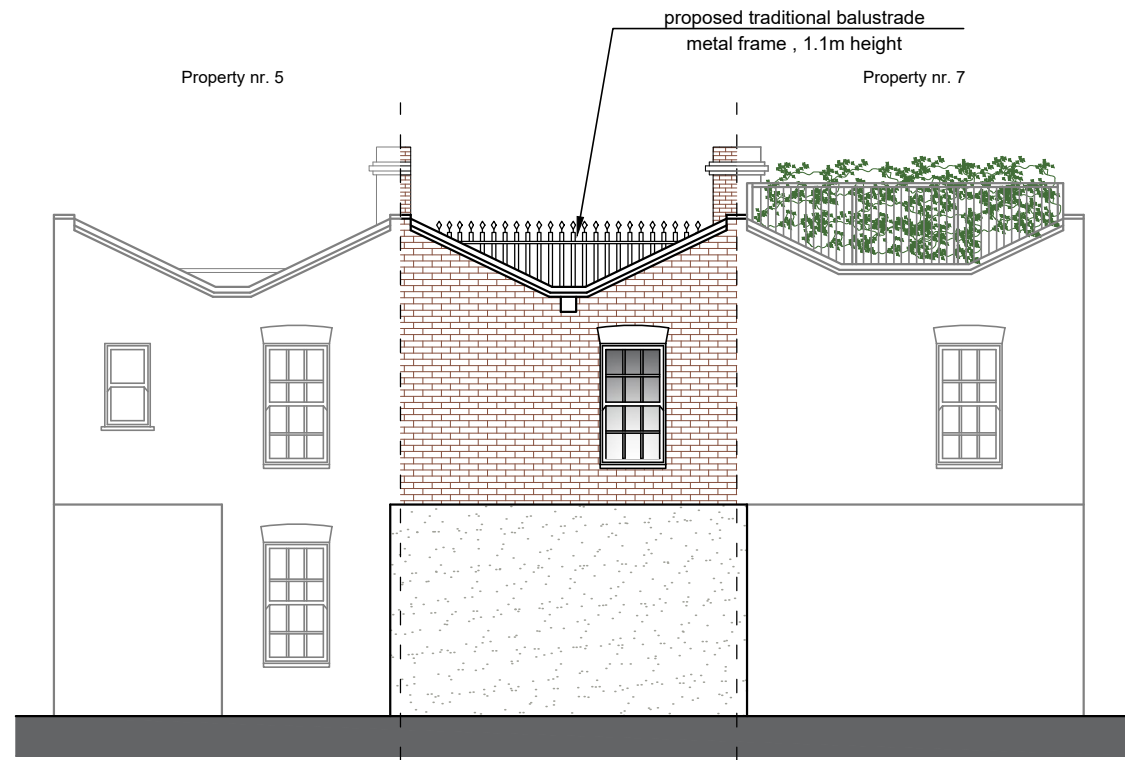 proposed traditional balustrade
metal frame , 1.1m height
Property nr. 5
Property nr. 7